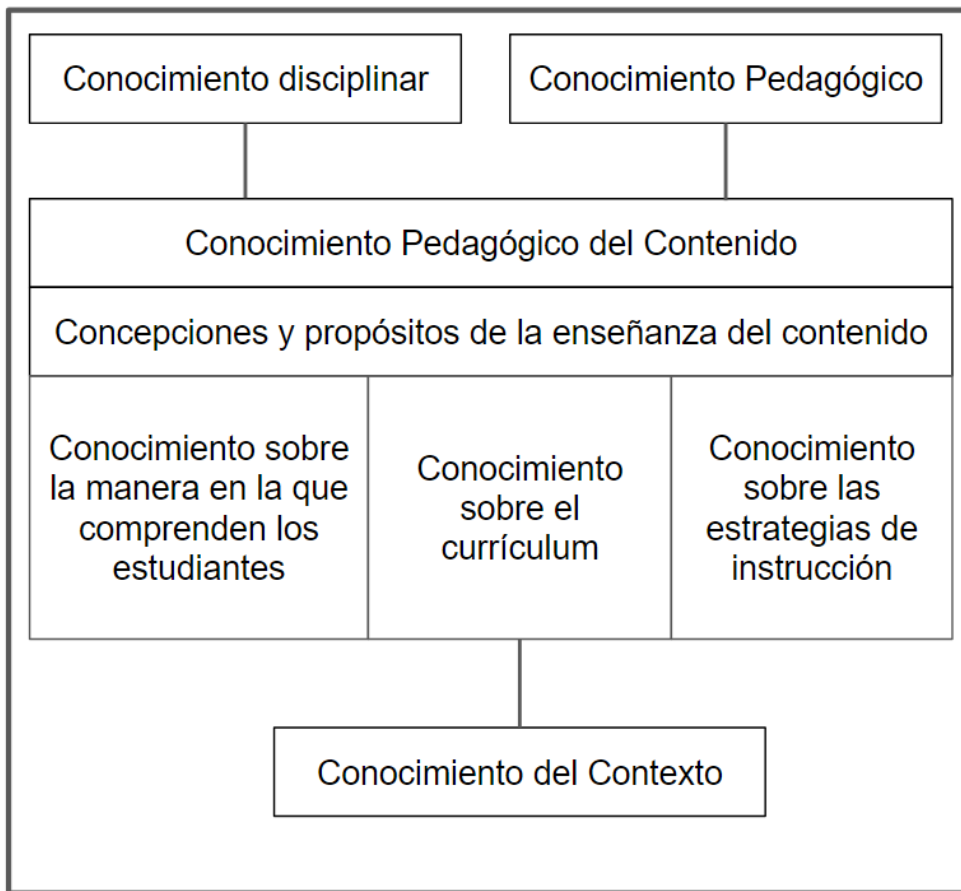 Conocimiento disciplinar
Conocimiento Pedagógico
Conocimiento Pedagógico del Contenido
Concepciones y propósitos de la enseñanza del contenido
Conocimiento sobre
la manera en la que
comprenden los
estudiantes
Conocimiento
sobre el
currículum
Conocimiento
sobre las
estrategias de
instrucción
Conocimiento del Contexto